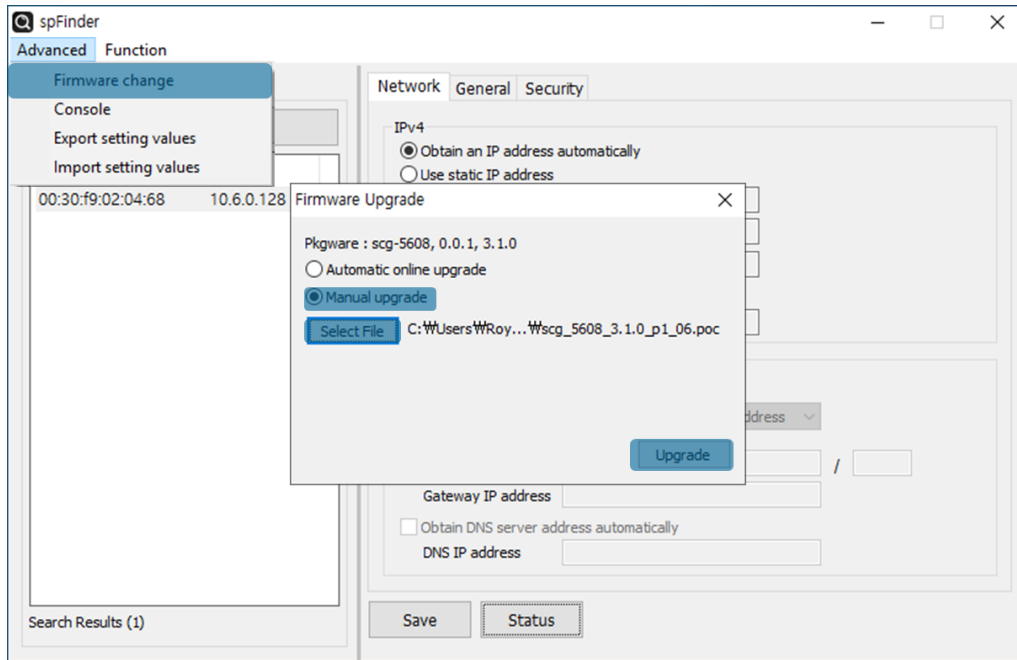 spFinder
Advanced Function
Firmware change
Console
Export setting values
Import setting values
00:30:f9:02:04:68 10.6.0.128
Search Results (1)
Network General Security
IPv4
Obtain an IP address automatically
Use static IP address
Firmware Upgrade
Pkgware : scg-5608, 0.0.1, 3.1.0
Automatic online upgrade
Manual upgrade
Select File C:₩Users₩Roy...₩scg_5608_3.1.0_p1_06.poc
Upgrade
/
Gateway IP address
Obtain DNS server address automatically
DNS IP address
Save Status